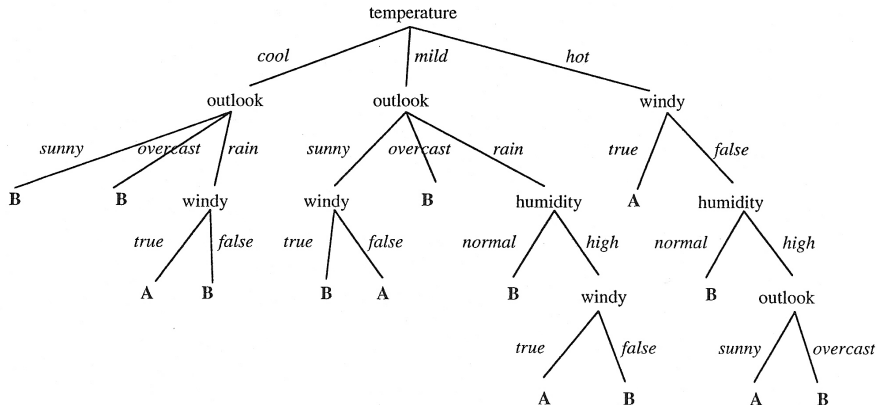 temperature
cool mild hot
outlook outlook windy
sunny overcast rain sunny overcast rain true false
B B windy windy B humidity A humidity
true false true false normal high normal high
A B B A B windy B outlook
true false sunny overcast
A B A B